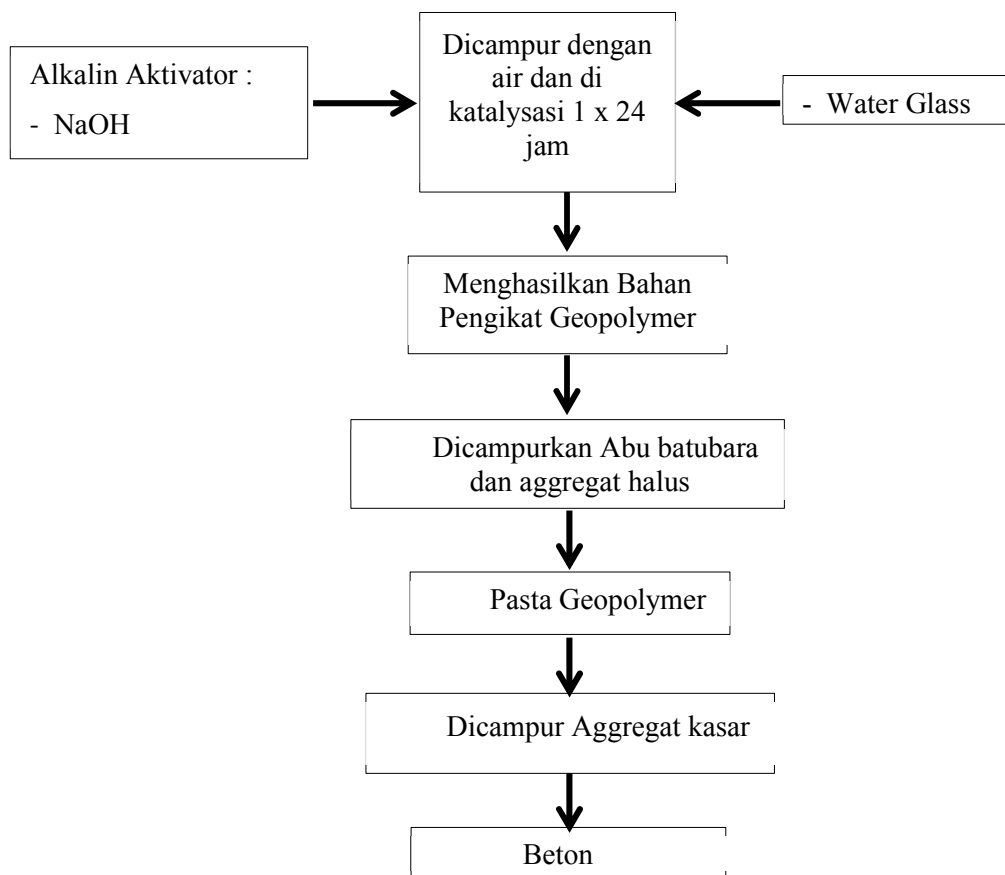 Alkalin Aktivator :
- NaOH
Dicampur dengan
air dan di
katalysasi 1 x 24
jam
- Water Glass
Menghasilkan Bahan
Pengikat Geopolymer
Dicampurkan Abu batubara
dan aggregat halus
Pasta Geopolymer
Dicampur Aggregat kasar
Beton